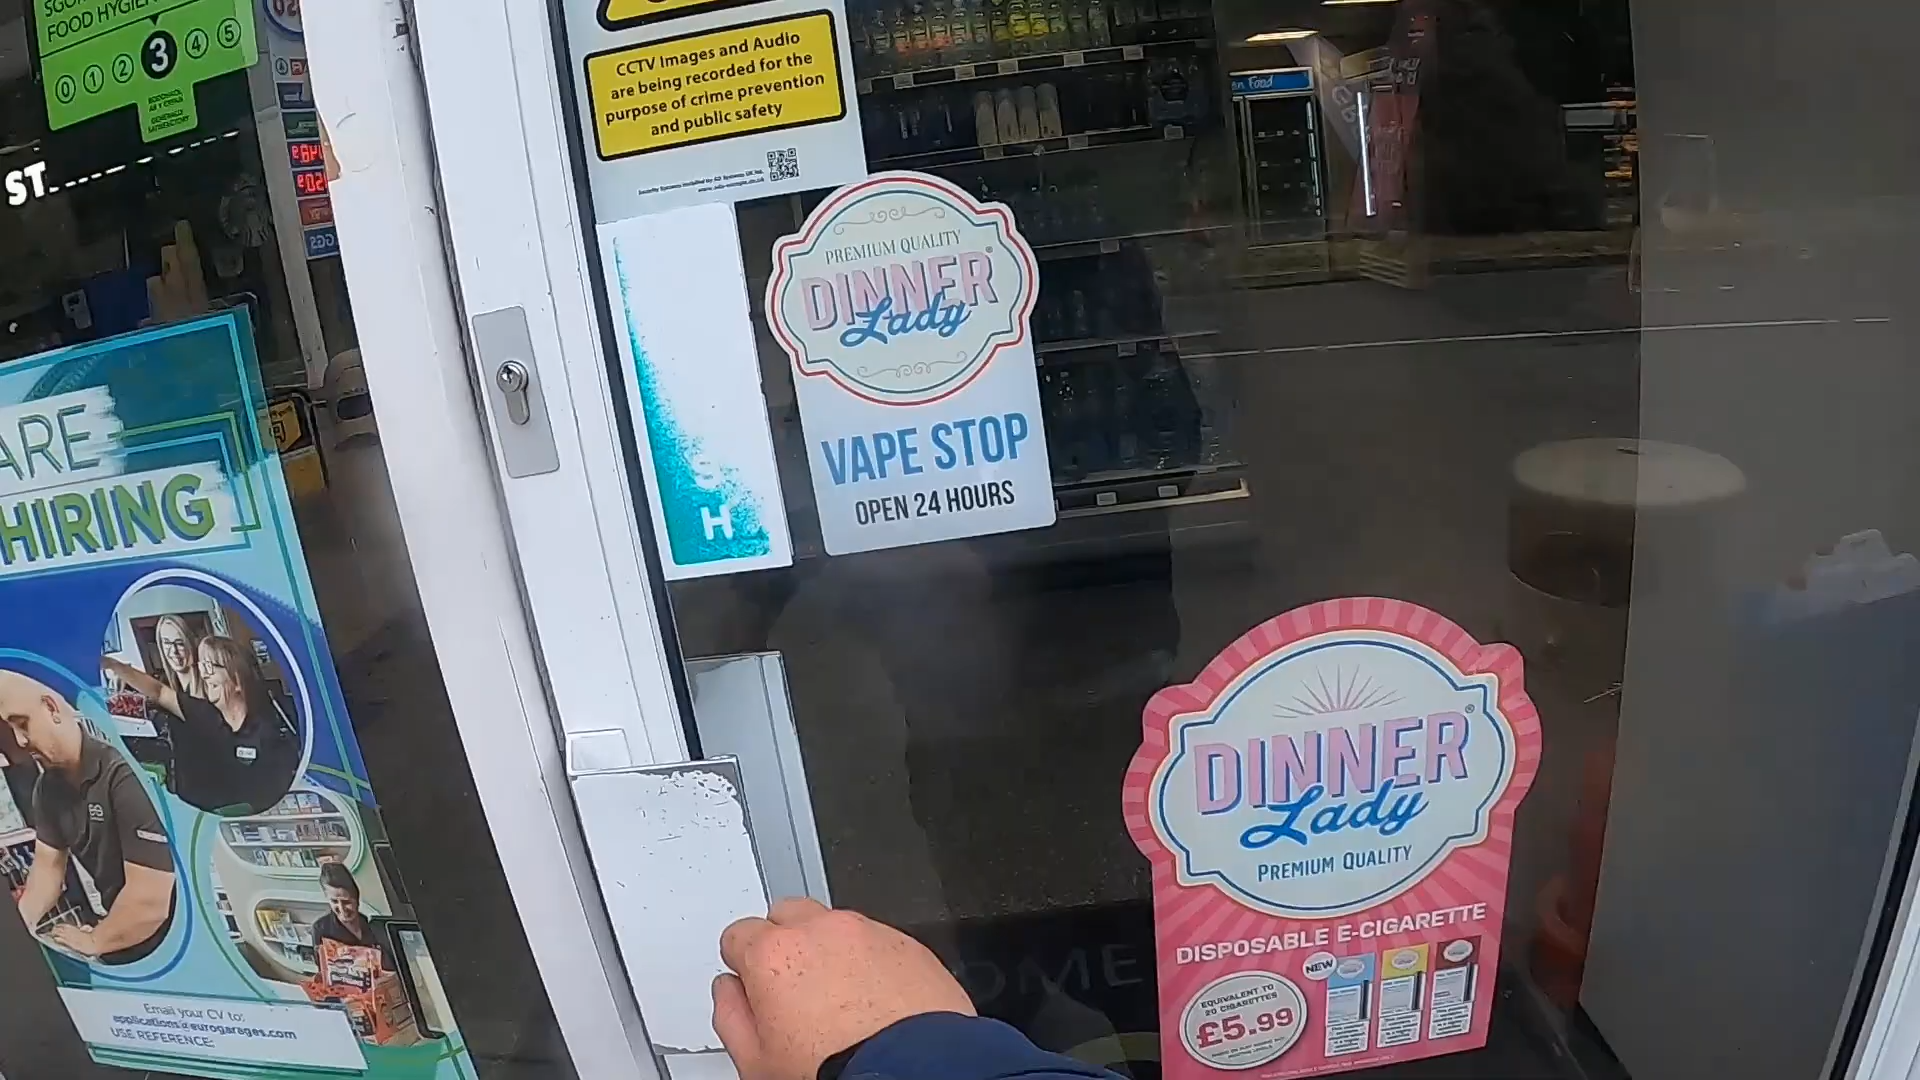 FOOD HYGIENE
0 1 2 3 4 5
ST
CCTV Images and Audio
are being recorded for the
purpose of crime prevention
and public safety
PREMIUM QUALITY
DINNER
Lady
VAPE STOP
OPEN 24 HOURS
H
ARE
HIRING
Email your CV to:
applications@eurogarages.com
USE REFERENCE:
DINNER
Lady
PREMIUM QUALITY
DISPOSABLE E-CIGARETTE
NEW
EQUIVALENT TO
20 CIGARETTES
£5.99